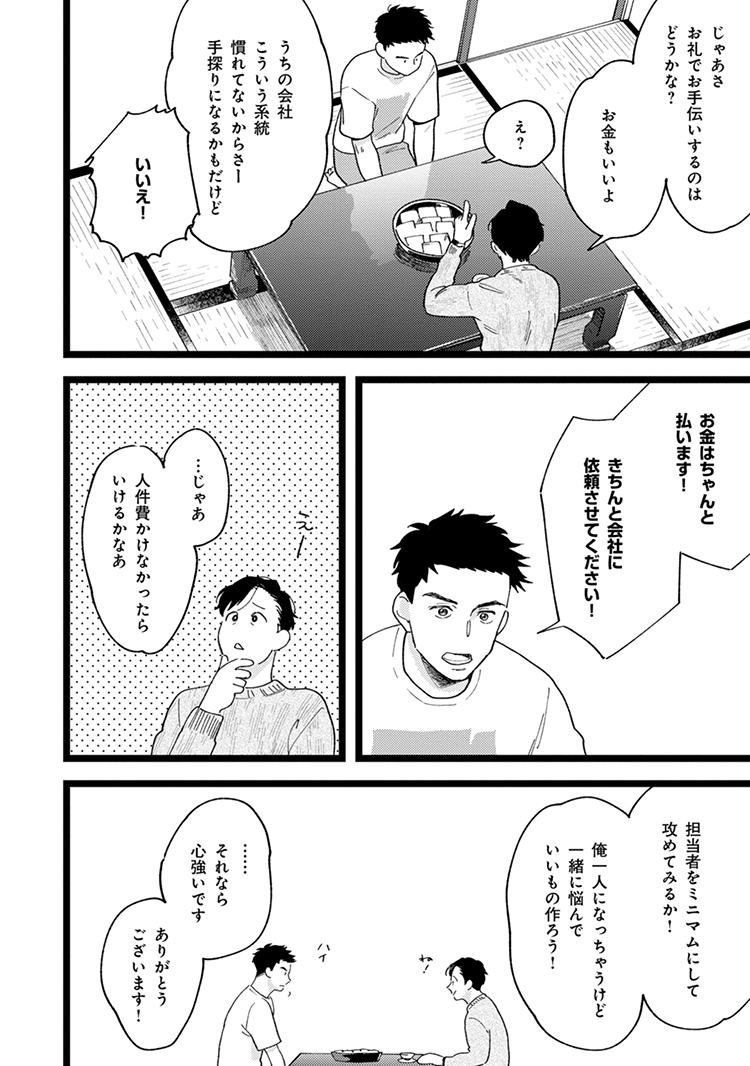 じゃあさ
お礼でお手伝いするのは
どうかな？
お金もいいよ
え？
うちの会社
こういう系統
慣れてないからさー
手探りになるかもだけど
いいえ！
お金はちゃんと
払います！
きちんと会社に
依頼させてください！
…じゃあ
人件費かけなかったら
いけるかなあ
えー
担当者をミニマムにして
攻めてみるか！
俺一人になっちゃうけど
一緒に悩んで
いいもの作ろう！
ね！
ハイ
……
それなら
心強いです
ありがとう
ございます！